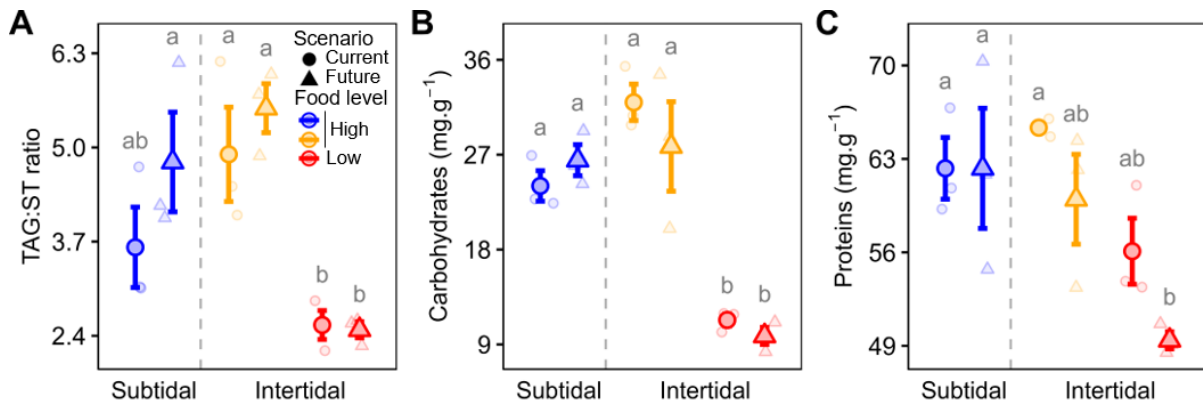 A
TAG:ST ratio
6.3
5.0
3.7
2.4
ab
a
a
a
b
b
Scenario
Current
Future
Food level
High
Low
Subtidal
Intertidal
B
Carbohydrates (mg.g⁻¹)
36
27
18
9
a
a
a
a
b
b
Subtidal
Intertidal
C
Proteins (mg.g⁻¹)
70
63
56
49
a
a
a
ab
ab
b
Subtidal
Intertidal